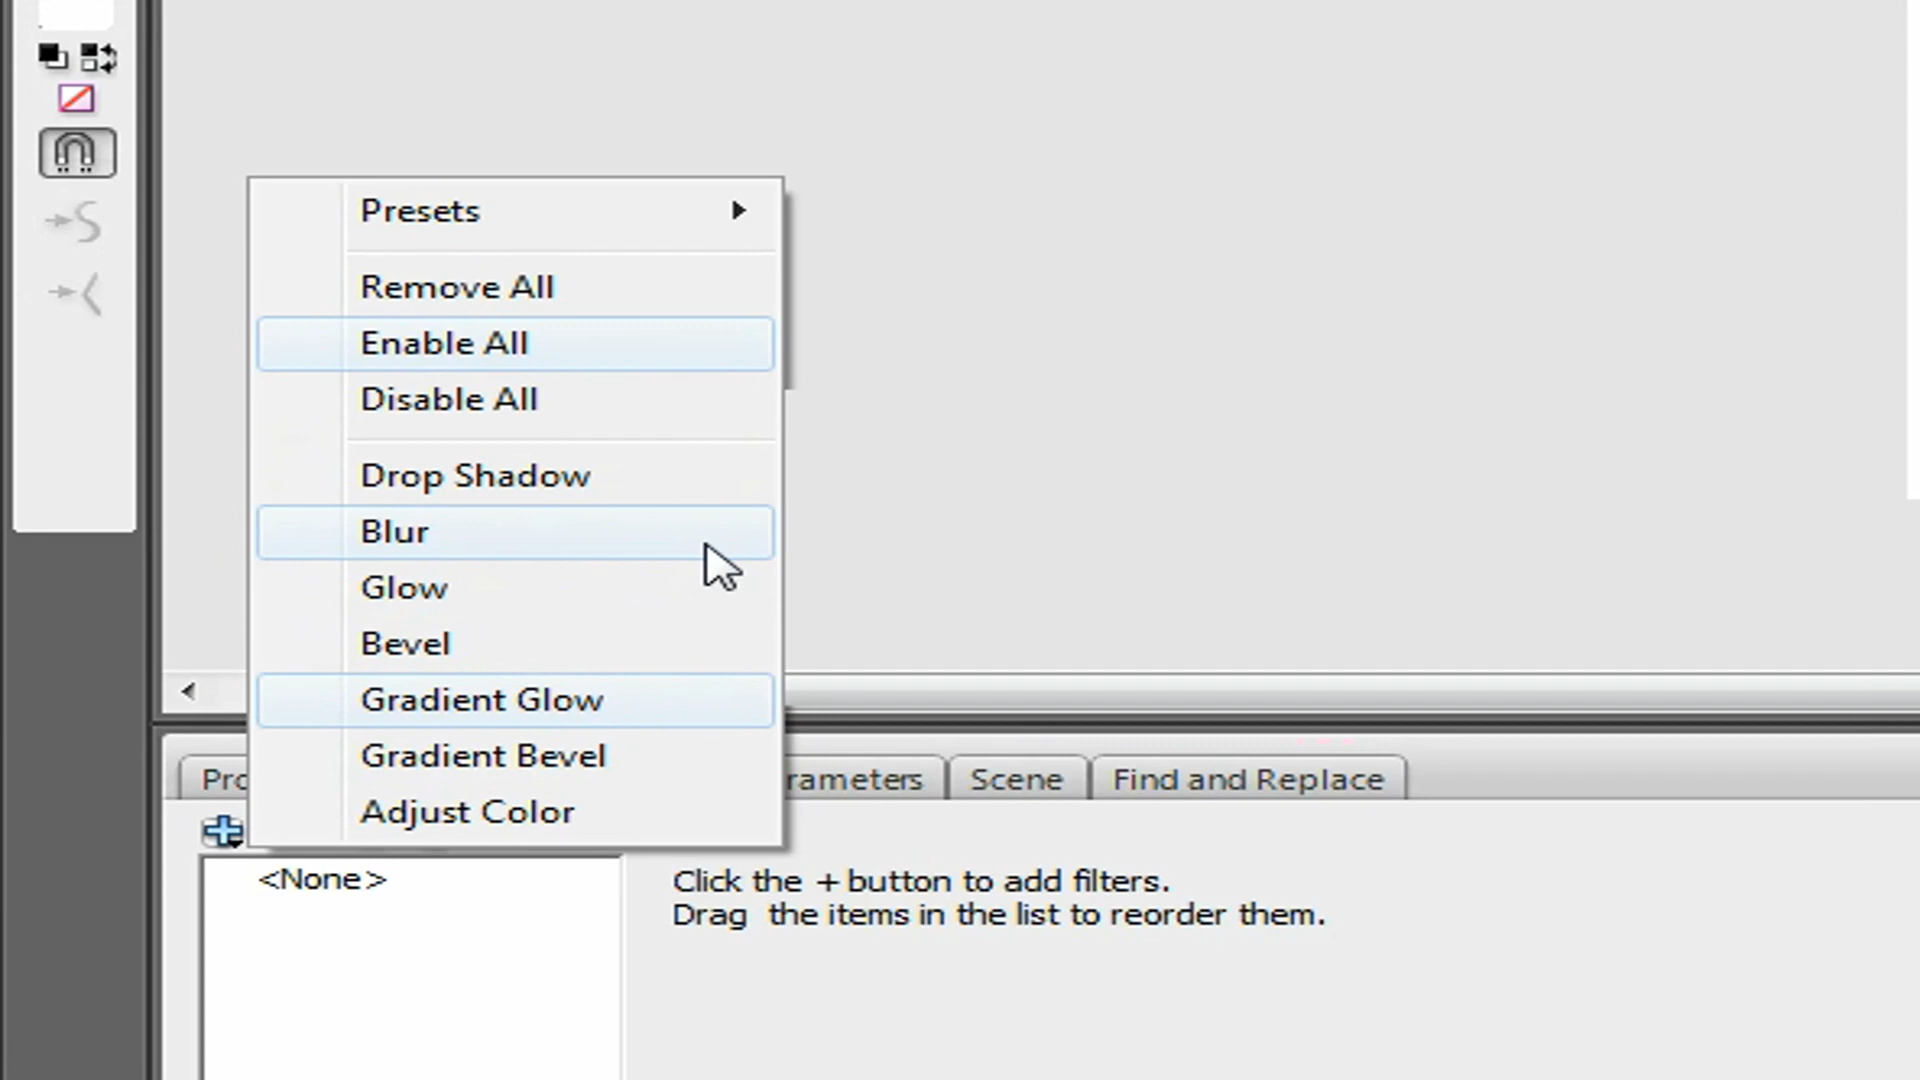 Presets
Remove All
Enable All
Disable All
Drop Shadow
Blur
Glow
Bevel
Gradient Glow
Gradient Bevel
Adjust Color
Scene
Find and Replace
<None>
Click the + button to add filters.
Drag the items in the list to reorder them.